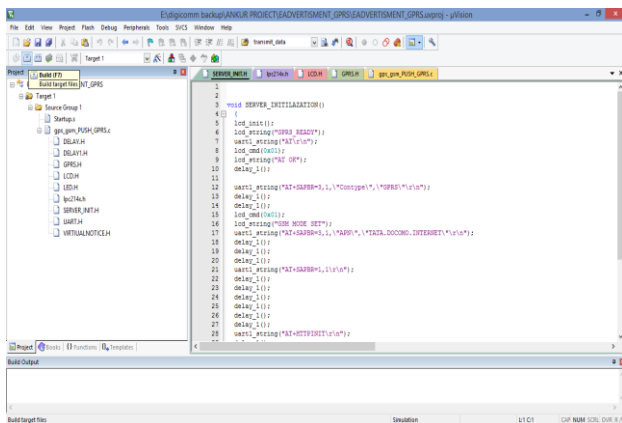 E:\digicomm backup\ANKUR PROJECT\EADVERTISMENT_GPRS\EADVERTISMENT_GPRS.uvproj - µVision
File Edit View Project Flash Debug Peripherals Tools SVCS Window Help
transmit_data
Target 1
Project
Build (F7)
Build target files
NT_GPRS
Target 1
Source Group 1
Startup.s
gps_gsm_PUSH_GPRS.c
DELAY.H
DELAY1.H
GPRS.H
LCD.H
LED.H
lpc214x.h
SERVER_INIT.H
UART.H
VIRTUALNOTICE.H
SERVER_INIT.H lpc214x.h LCD.H GPRS.H gps_gsm_PUSH_GPRS.c
1
2
3 void SERVER_INITILAZATION()
4 {
5 lcd_init();
6 lcd_string("GPRS READY");
7 uart1_string("AT\r\n");
8 lcd_cmd(0x01);
9 lcd_string("AT OK");
10 delay_1();
11
12 uart1_string("AT+SAPBR=3,1,\"Contype\",\"GPRS\"\r\n");
13 delay_1();
14 delay_1();
15 lcd_cmd(0x01);
16 lcd_string("GSM MODE SET");
17 uart1_string("AT+SAPBR=3,1,\"APN\",\"TATA.DOCOMO.INTERNET\"\r\n");
18 delay_1();
19 delay_1();
20 delay_1();
21 uart1_string("AT+SAPBR=1,1\r\n");
22 delay_1();
23 delay_1();
24 delay_1();
25 delay_1();
26 delay_1();
27 delay_1();
28 uart1_string("AT+HTTPINIT\r\n");
Project Books Functions Templates
Build Output
Build target files Simulation L:1 C:1 CAP NUM SCRL OVR R